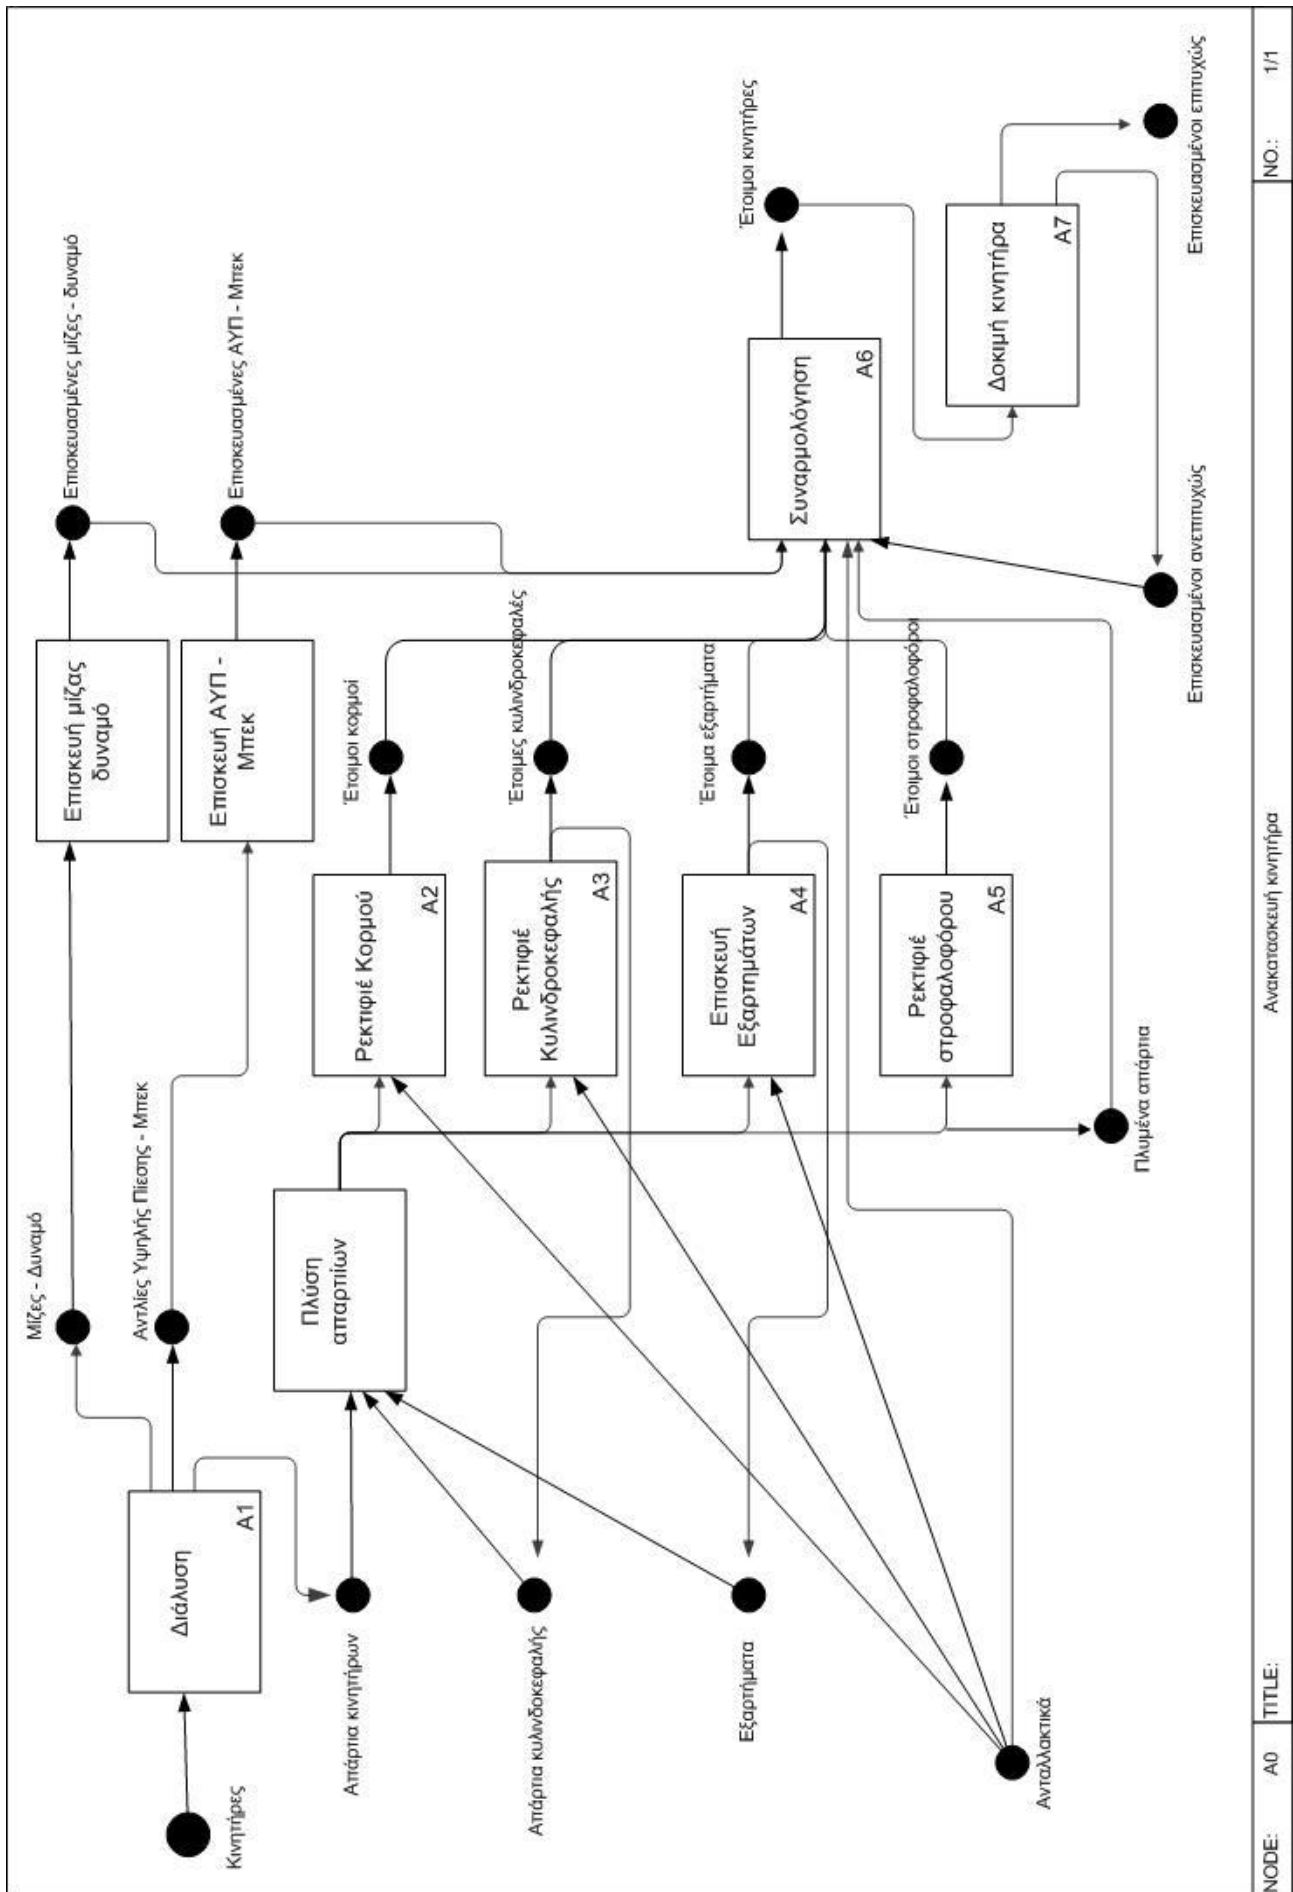 Μίζες - Δυναμό
Επισκευή μίζας
δυναμό
Επισκευασμένες μίζες - δυναμό
Αντλίες Υψηλής Πίεσης - Μπεκ
Επισκευή ΑΥΠ -
Μπεκ
Επισκευασμένες ΑΥΠ - Μπεκ
Κινητήρες
Διάλυση
A1
Πλύση
απαρτιίων
Ρεκτιφιέ Κορμού
A2
Έτοιμοι κορμοί
Απάρτια κινητήρων
Ρεκτιφιέ
Κυλινδροκεφαλής
A3
Έτοιμες κυλινδροκεφαλές
Απάρτια κυλινδοκεφαλής
Επισκευή
Εξαρτημάτων
A4
Έτοιμα εξαρτήματα
Συναρμολόγηση
A6
Έτοιμοι κινητήρες
Εξαρτήματα
Ρεκτιφιέ
στροφαλοφόρου
A5
Έτοιμοι στροφαλοφόροι
Δοκιμή κινητήρα
A7
Ανταλλακτικά
Πλυμένα απάρτια
Επισκευασμένοι ανεπιτυχώς
Επισκευασμένοι επιτυχώς
NODE: A0 TITLE: Ανακατασκευή κινητήρα NO.: 1/1